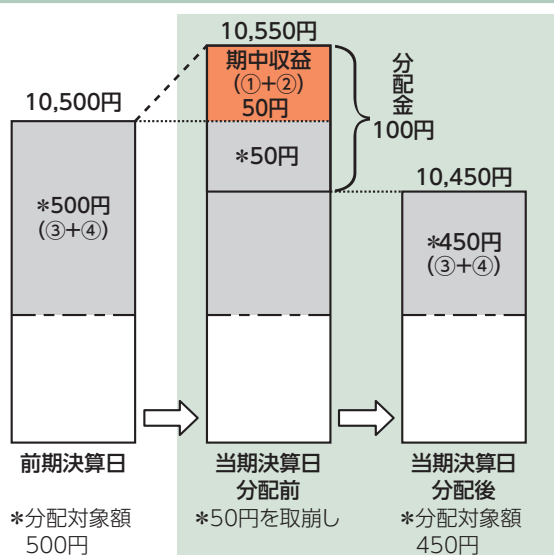 10,500円
*500円
(③+④)
前期決算日
*分配対象額
500円
10,550円
期中収益
(①+②)
50円
*50円
分配金
100円
当期決算日
分配前
*50円を取崩し
10,450円
*450円
(③+④)
当期決算日
分配後
*分配対象額
450円